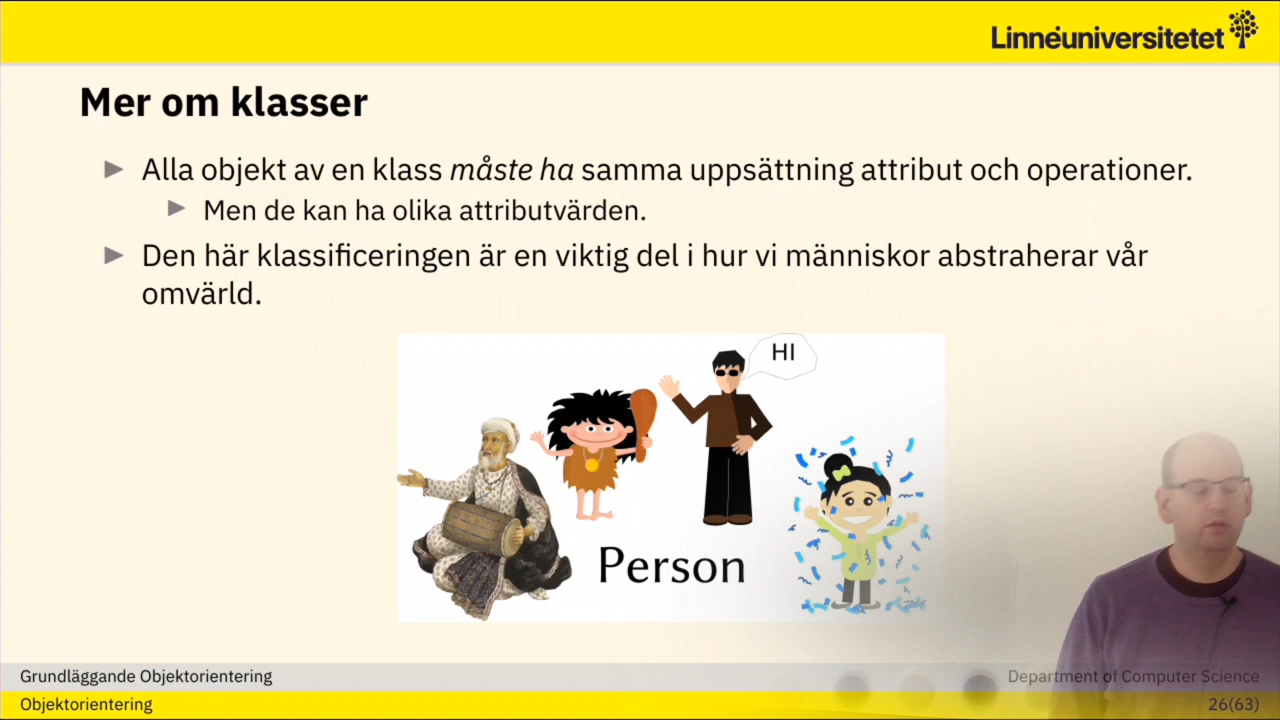 Linnéuniversitetet
Mer om klasser
Alla objekt av en klass måste ha samma uppsättning attribut och operationer.
Men de kan ha olika attributvärden.
Den här klassificeringen är en viktig del i hur vi människor abstraherar vår
omvärld.
HI
Person
Grundläggande Objektorientering
Department of Computer Science
Objektorientering
26(63)